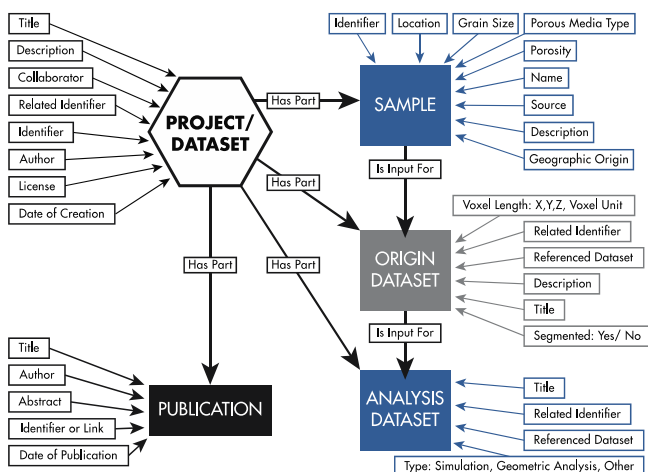 Title
Description
Collaborator
Related Identifier
Identifier
Author
License
Date of Creation
PROJECT/
DATASET
Has Part
Identifier
Location
Grain Size
Porous Media Type
Porosity
Name
Source
Description
Geographic Origin
SAMPLE
Is Input For
Has Part
Has Part
Has Part
Voxel Length: X,Y,Z, Voxel Unit
Related Identifier
Referenced Dataset
Description
Title
Segmented: Yes/ No
ORIGIN
DATASET
Is Input For
Title
Author
Abstract
Identifier or Link
Date of Publication
PUBLICATION
ANALYSIS
DATASET
Title
Related Identifier
Referenced Dataset
Type: Simulation, Geometric Analysis, Other